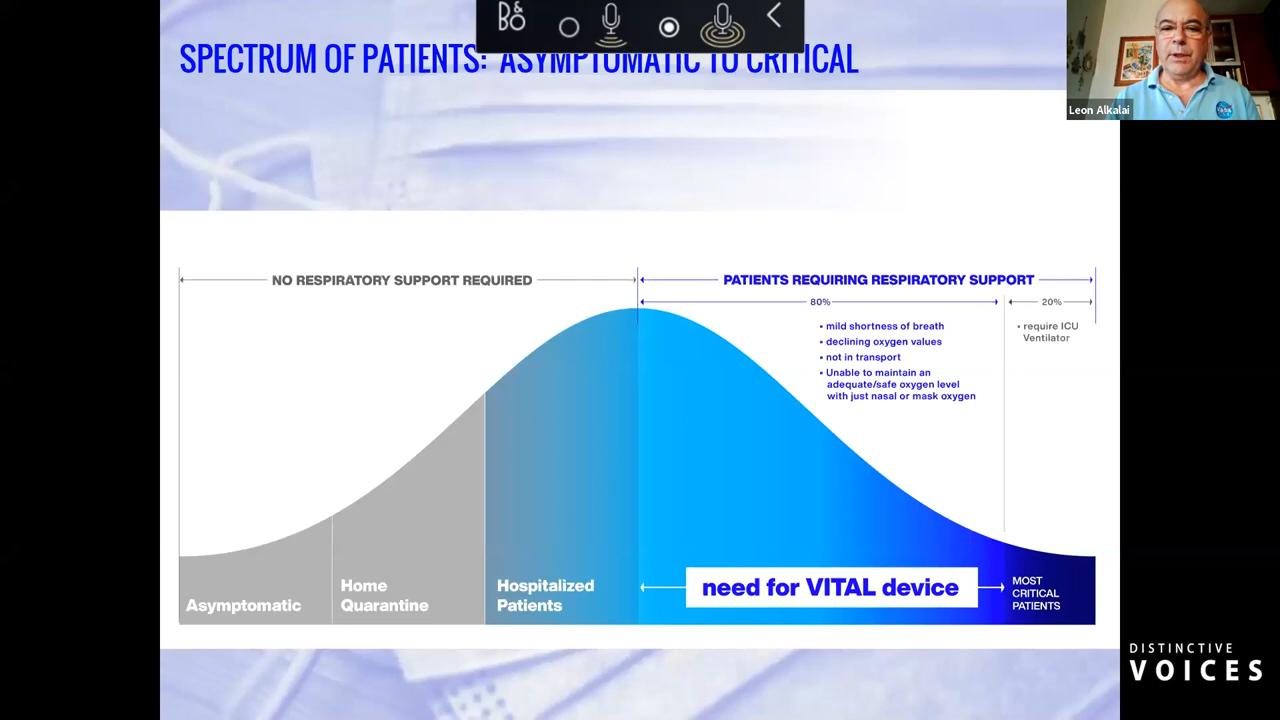 B&O
SPECTRUM OF PATIENTS: ASYMPTOMATIC TO CRITICAL
Leon Alkalai
NASA
NO RESPIRATORY SUPPORT REQUIRED
PATIENTS REQUIRING RESPIRATORY SUPPORT
80%
20%
▪ mild shortness of breath
▪ declining oxygen values
▪ not in transport
▪ Unable to maintain an
adequate/safe oxygen level
with just nasal or mask oxygen
▪ require ICU
Ventilator
Asymptomatic
Home
Quarantine
Hospitalized
Patients
need for VITAL device
MOST
CRITICAL
PATIENTS
DISTINCTIVE
VOICES